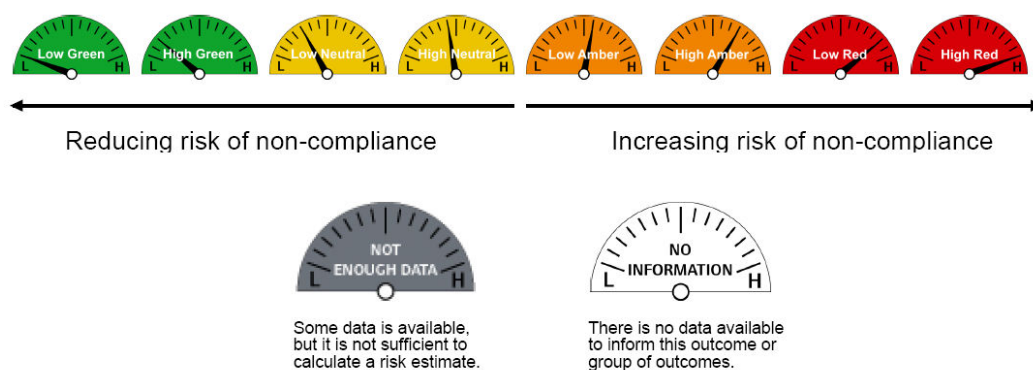 Low Green
L H
High Green
L H
Low Neutral
L H
High Neutral
L H
Low Amber
L H
High Amber
L H
Low Red
L H
High Red
L H
Reducing risk of non-compliance
Increasing risk of non-compliance
NOT
ENOUGH DATA
L H
NO
INFORMATION
L H
Some data is available,
but it is not sufficient to
calculate a risk estimate.
There is no data available
to inform this outcome or
group of outcomes.